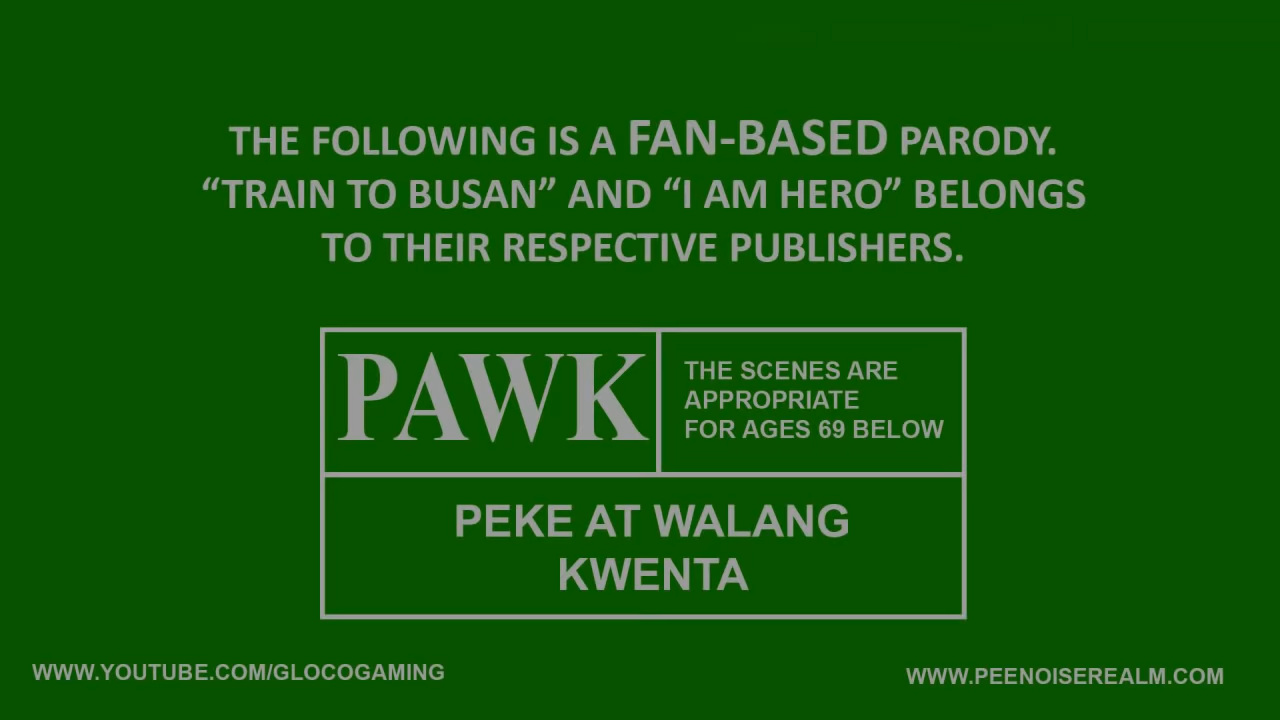 THE FOLLOWING IS A FAN-BASED PARODY.
“TRAIN TO BUSAN” AND “I AM HERO” BELONGS
TO THEIR RESPECTIVE PUBLISHERS.
PAWK
THE SCENES ARE
APPROPRIATE
FOR AGES 69 BELOW
PEKE AT WALANG
KWENTA
WWW.YOUTUBE.COM/GLOCOGAMING
WWW.PEENOISEREALM.COM